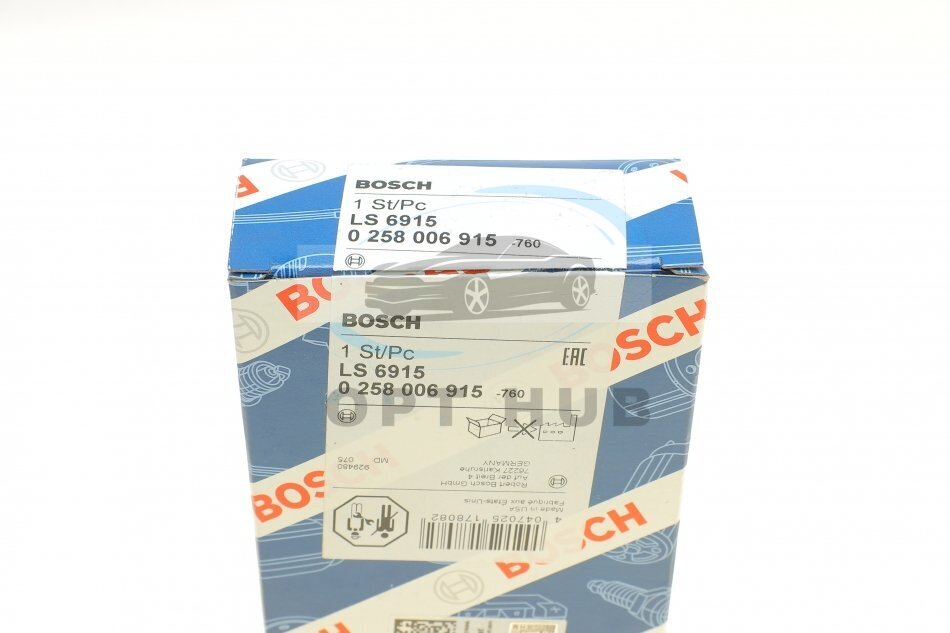 BOSCH
1 St/Pc
LS 6915
0 258 006 915 -760
BOSCH
BOSCH
1 St/Pc
EAC
LS 6915
0 258 006 915 -760
OPT HUB
929480 MD 075
Robert Bosch GmbH
Auf der Breit 4
76227 Karlsruhe
GERMANY
Made in USA
Fabriqué aux États-Unis
4 047025 178082
BOSCH
BOSCH
BOSCH